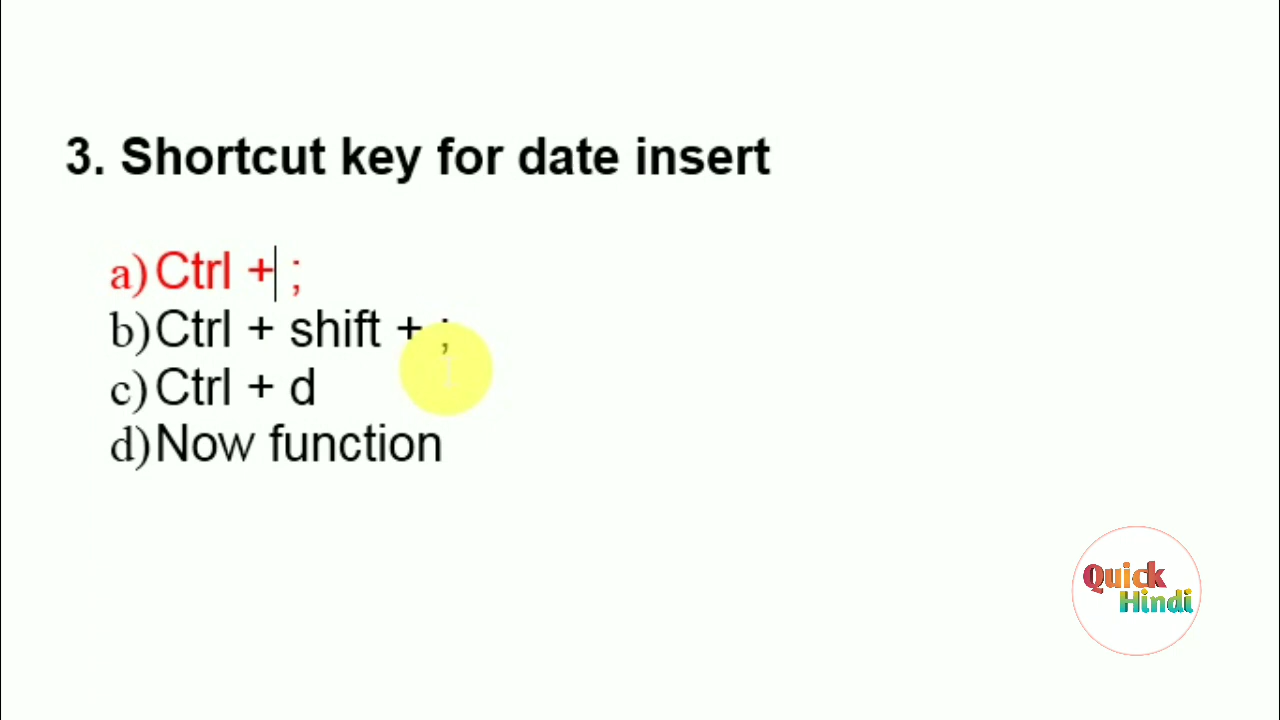 3. Shortcut key for date insert
a) Ctrl + ;
b) Ctrl + shift + ;
c) Ctrl + d
d) Now function
Quick
Hindi